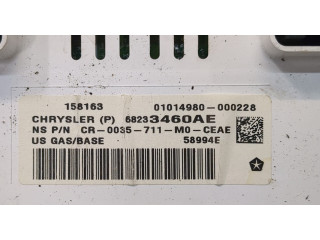 158163 01014980-000228
CHRYSLER (P) 68233460AE
NS P/N CR-0035-711-M0-CEAE
US GAS/BASE 58994E